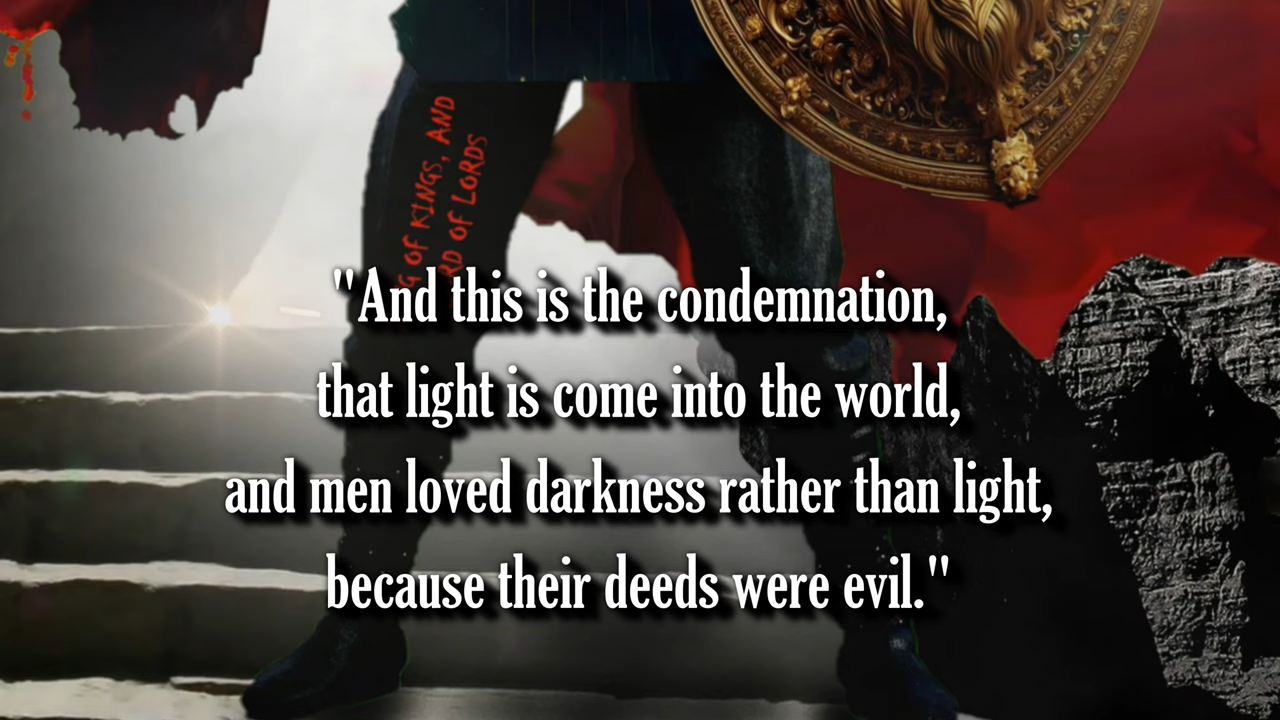 OF KINGS, AND
OF LORDS
"And this is the condemnation,
that light is come into the world,
and men loved darkness rather than light,
because their deeds were evil."